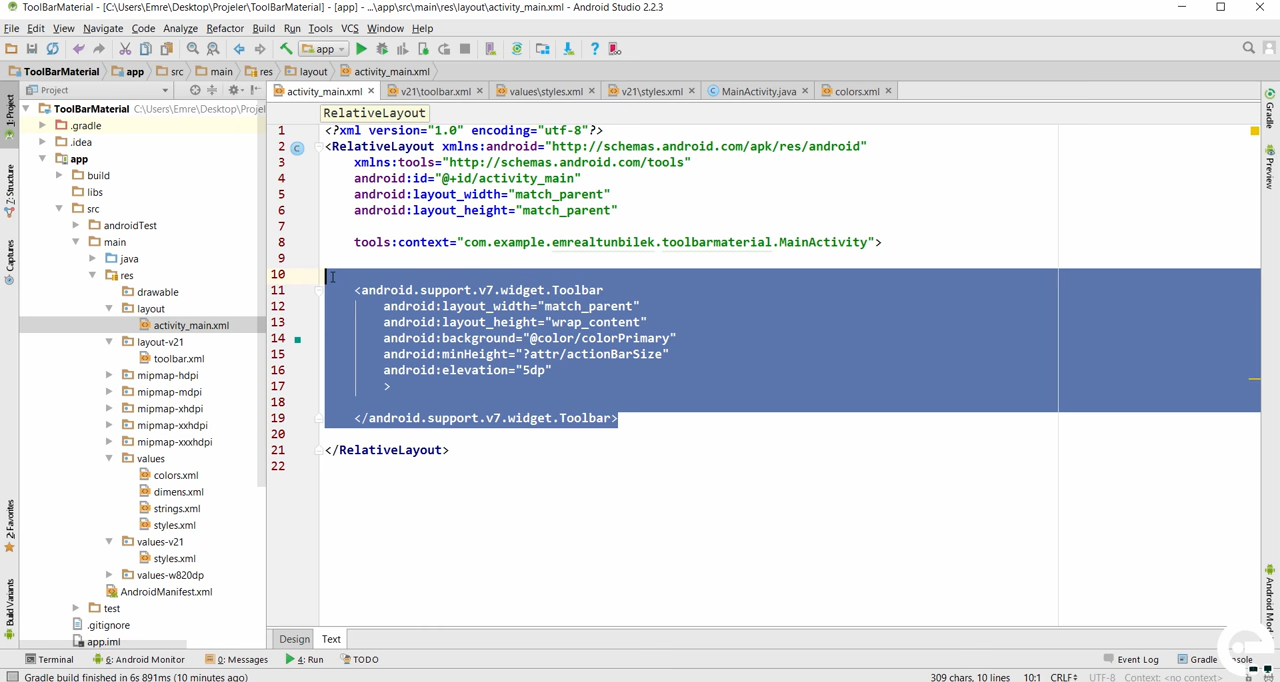 ToolBarMaterial - [C:\Users\Emre\Desktop\Projeler\ToolBarMaterial] - [app] - ...\app\src\main\res\layout\activity_main.xml - Android Studio 2.2.3
File Edit View Navigate Code Analyze Refactor Build Run Tools VCS Window Help
app
ToolBarMaterial app src main res layout activity_main.xml
Project
activity_main.xml v21\toolbar.xml values\styles.xml v21\styles.xml MainActivity.java colors.xml
1: Project
Z: Structure
Captures
2: Favorites
Build Variants
ToolBarMaterial C:\Users\Emre\Desktop\Projel
.gradle
.idea
app
build
libs
src
androidTest
main
java
res
drawable
layout
activity_main.xml
layout-v21
toolbar.xml
mipmap-hdpi
mipmap-mdpi
mipmap-xhdpi
mipmap-xxhdpi
mipmap-xxxhdpi
values
colors.xml
dimens.xml
strings.xml
styles.xml
values-v21
styles.xml
values-w820dp
AndroidManifest.xml
test
.gitignore
app.iml
RelativeLayout
1 <?xml version="1.0" encoding="utf-8"?>
2 <RelativeLayout xmlns:android="http://schemas.android.com/apk/res/android"
3 xmlns:tools="http://schemas.android.com/tools"
4 android:id="@+id/activity_main"
5 android:layout_width="match_parent"
6 android:layout_height="match_parent"
7
8 tools:context="com.example.emrealtunbilek.toolbarmaterial.MainActivity">
9
10
11 <android.support.v7.widget.Toolbar
12 android:layout_width="match_parent"
13 android:layout_height="wrap_content"
14 android:background="@color/colorPrimary"
15 android:minHeight="?attr/actionBarSize"
16 android:elevation="5dp"
17 >
18
19 </android.support.v7.widget.Toolbar>
20
21 </RelativeLayout>
22
Gradle
Preview
Design Text
Terminal 6: Android Monitor 0: Messages 4: Run TODO
Event Log Gradle
Gradle build finished in 6s 891ms (10 minutes ago)
309 chars, 10 lines 10:1 CRLF UTF-8 Context: <no context>